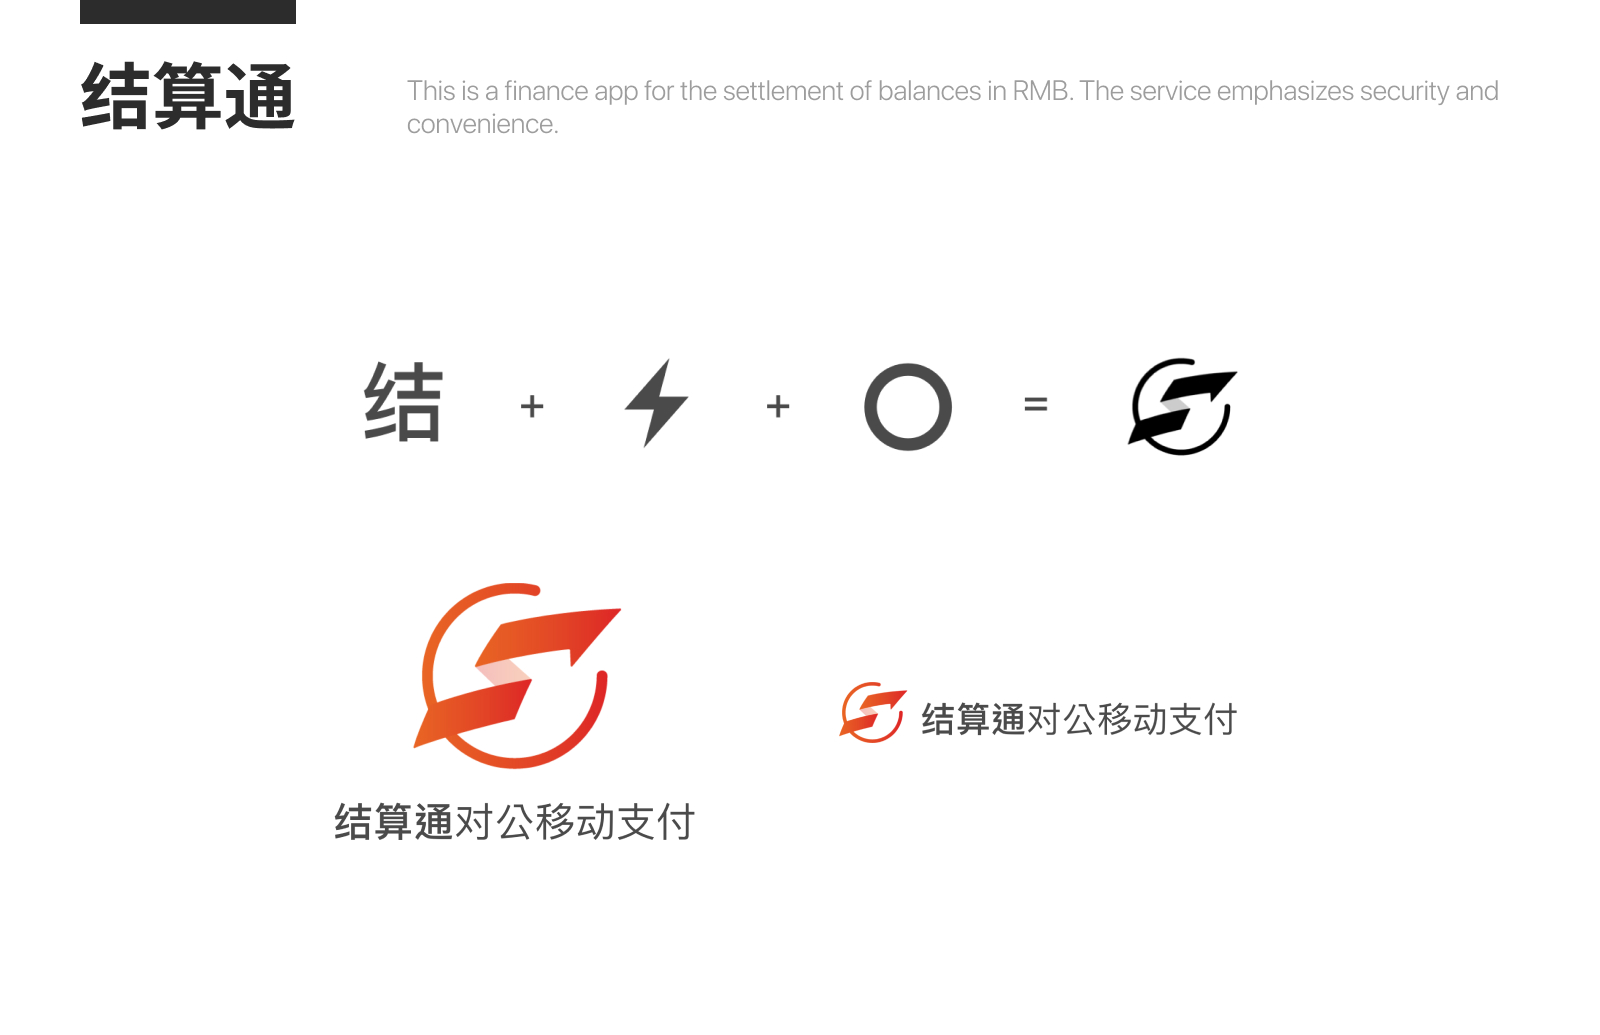 结算通
This is a finance app for the settlement of balances in RMB. The service emphasizes security and
convenience.
结 + + =
结算通对公移动支付
结算通对公移动支付